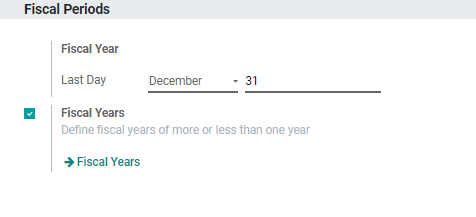 Fiscal Periods
Fiscal Year
Last Day December 31
Fiscal Years
Define fiscal years of more or less than one year
Fiscal Years